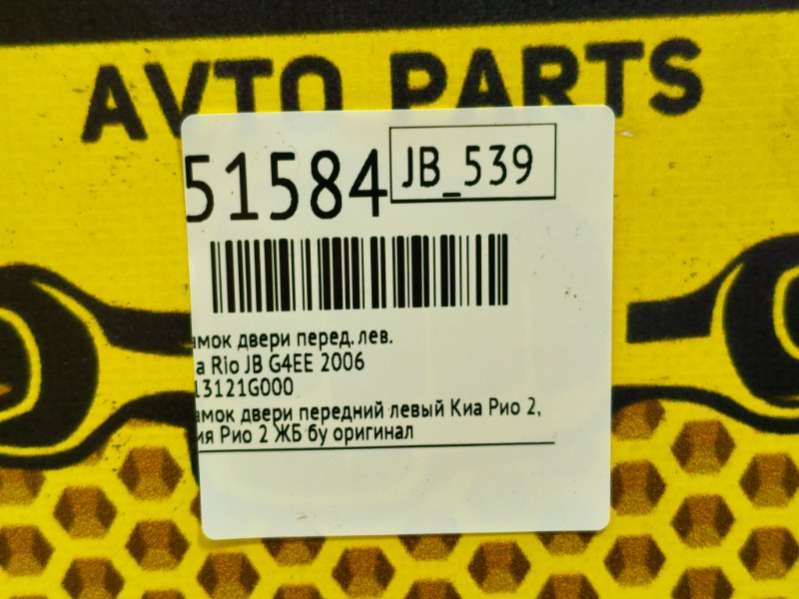 AVTO PARTS
51584
JB_539
амок двери перед. лев.
a Rio JB G4EE 2006
13121G000
амок двери передний левый Киа Рио 2,
ия Рио 2 ЖБ бу оригинал